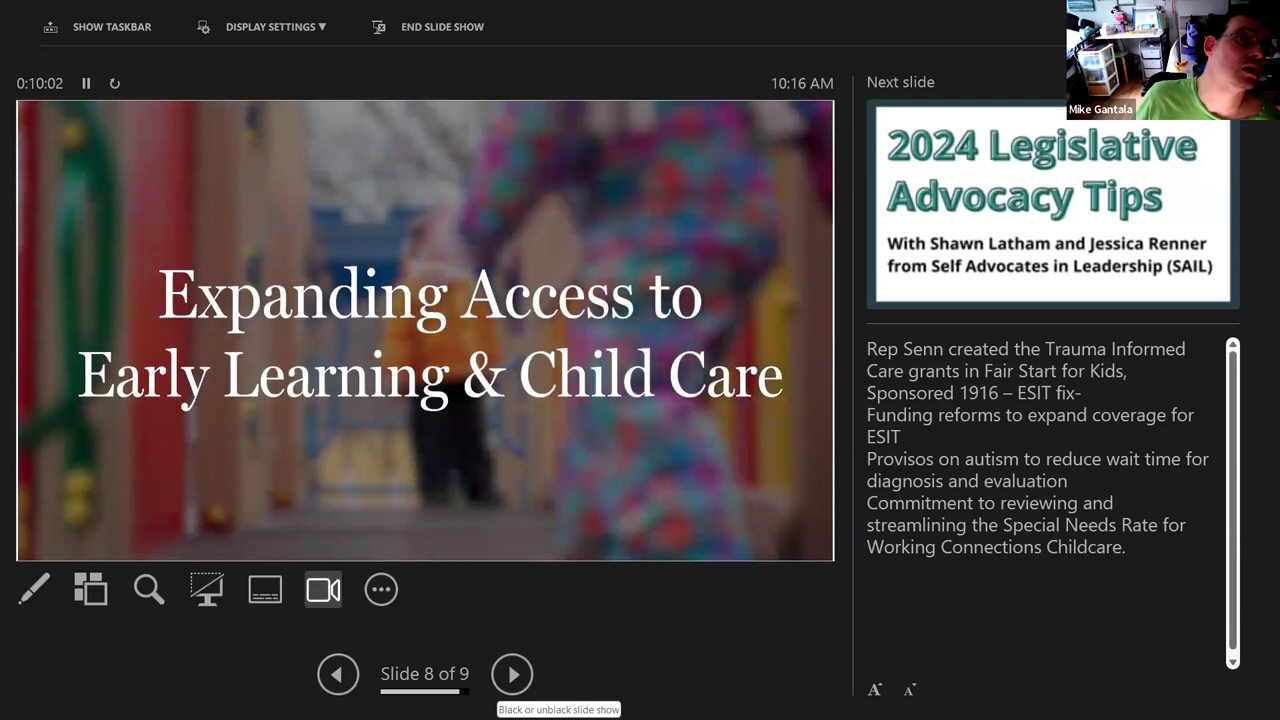 SHOW TASKBAR
DISPLAY SETTINGS ▼
END SLIDE SHOW
0:10:02
10:16 AM
Expanding Access to
Early Learning & Child Care
Slide 8 of 9
Black or unblack slide show
Next slide
Mike Gantala
2024 Legislative
Advocacy Tips
With Shawn Latham and Jessica Renner
from Self Advocates in Leadership (SAIL)
Rep Senn created the Trauma Informed
Care grants in Fair Start for Kids,
Sponsored 1916 – ESIT fix-
Funding reforms to expand coverage for
ESIT
Provisos on autism to reduce wait time for
diagnosis and evaluation
Commitment to reviewing and
streamlining the Special Needs Rate for
Working Connections Childcare.
A A